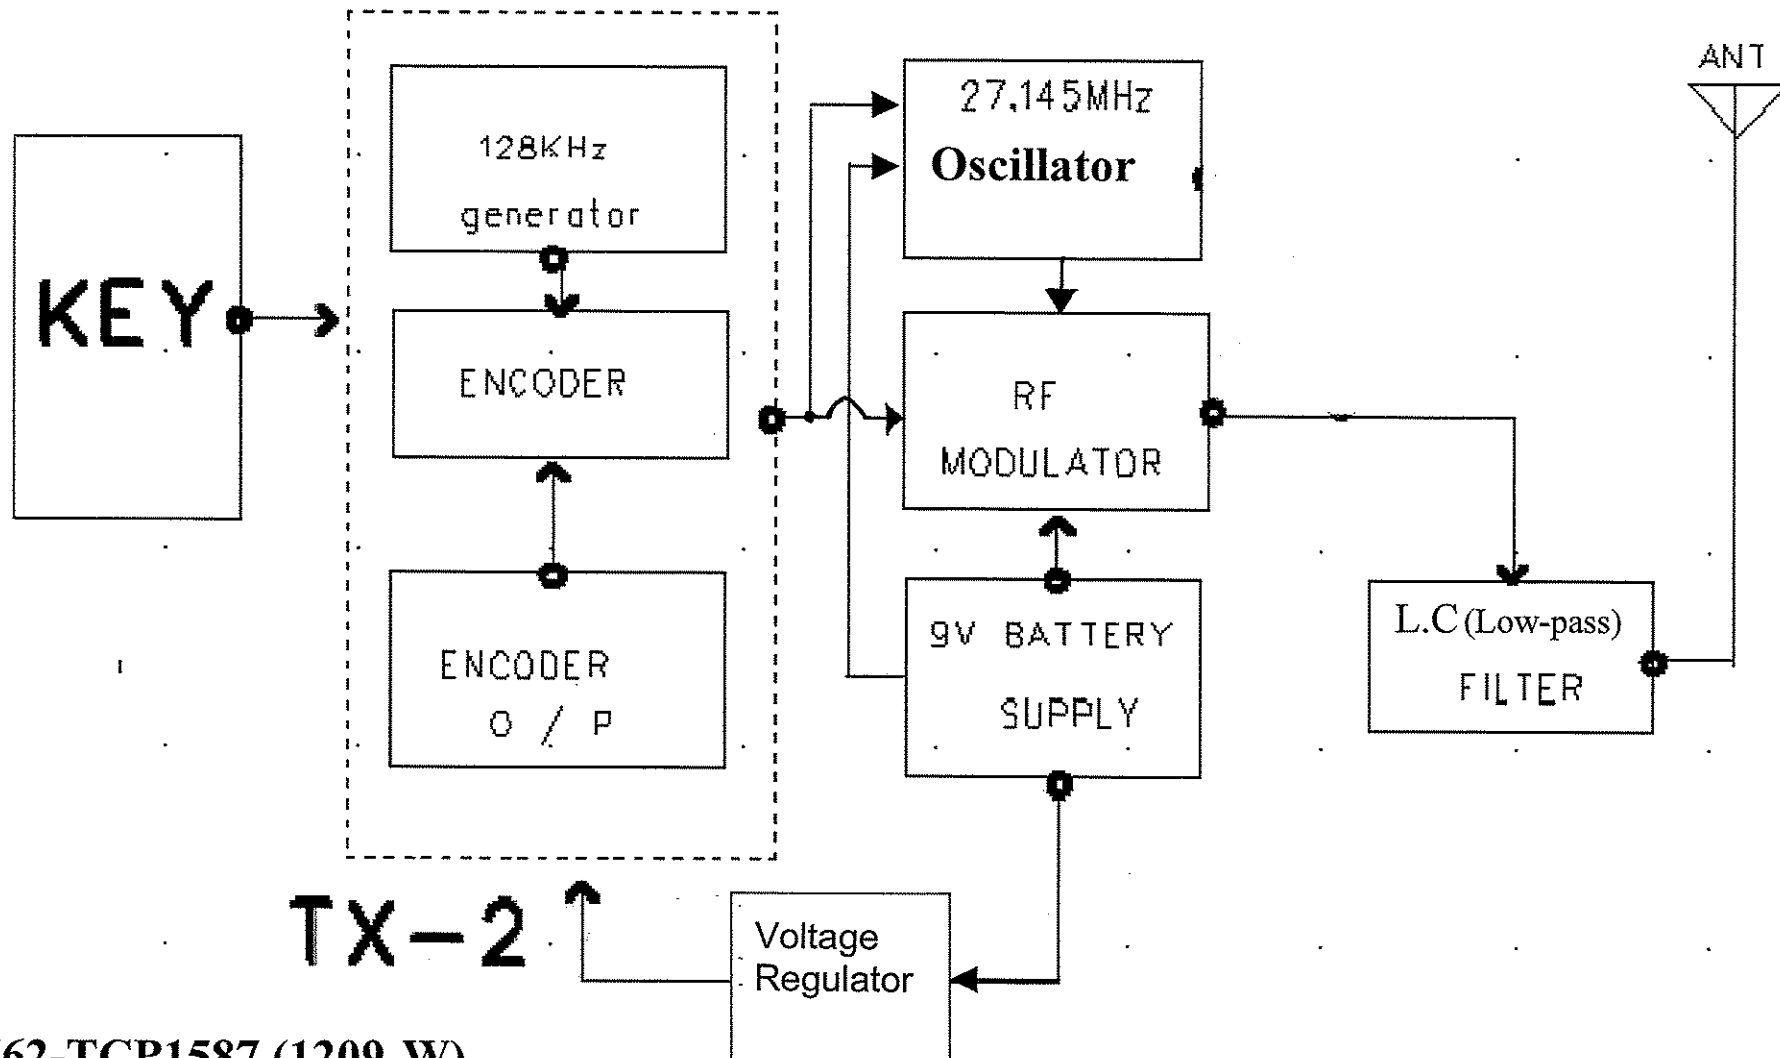 ANT
27.145MHz
Oscillator
128KHz
generator
KEY
ENCODER
RF
MODULATOR
L.C (Low-pass)
FILTER
9V BATTERY
SUPPLY
ENCODER
O / P
TX-2
Voltage
Regulator